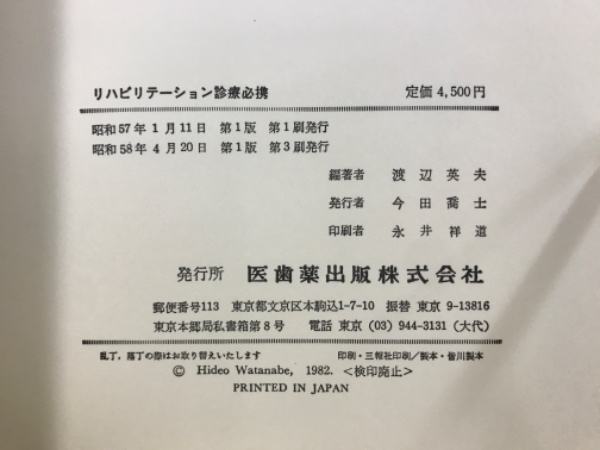 リハビリテーション診療必携 定価 4,500円
昭和57年 1月11日 第1版 第1刷発行
昭和58年 4月20日 第1版 第3刷発行
編著者 渡辺英夫
発行者 今田喬士
印刷者 永井祥道
発行所 医歯薬出版株式会社
郵便番号113 東京都文京区本駒込1-7-10 振替 東京 9-13816
東京本郷局私書箱第8号 電話 東京 (03) 944-3131 (大代)
乱丁,落丁の際はお取り替えいたします 印刷・三報社印刷/製本・皆川製本
© Hideo Watanabe, 1982. <検印廃止>
PRINTED IN JAPAN